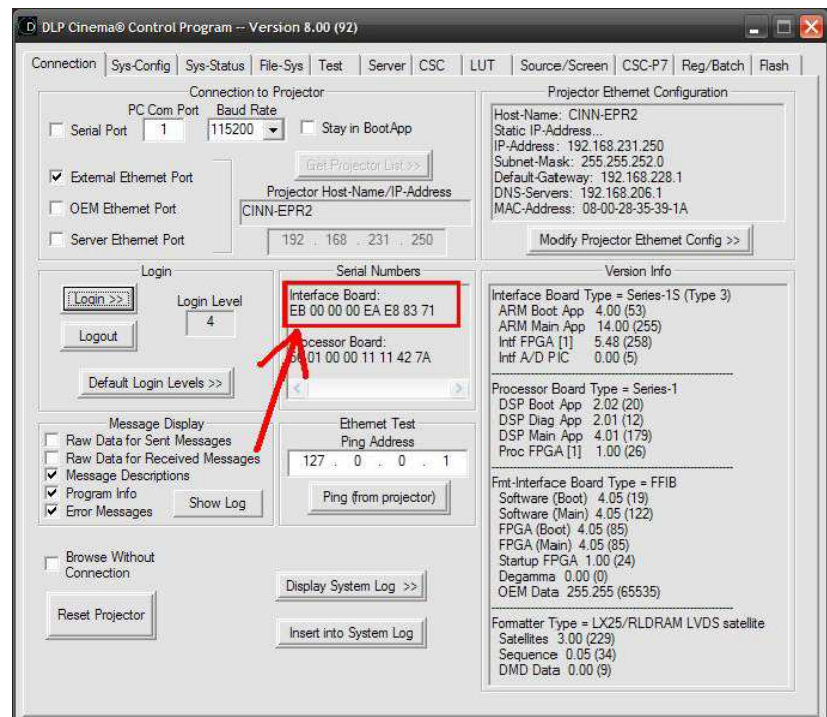 DLP Cinema® Control Program -- Version 8.00 (92)
Connection Sys-Config Sys-Status File-Sys Test Server CSC LUT Source/Screen CSC-P7 Reg/Batch Flash
Connection to Projector
PC Com Port Baud Rate
Serial Port 1 115200 Stay in BootApp
Get Projector List >>
External Ethernet Port
Projector Host-Name/IP-Address
OEM Ethernet Port CINN-EPR2
Server Ethernet Port 192 . 168 . 231 . 250
Projector Ethernet Configuration
Host-Name: CINN-EPR2
Static IP-Address...
IP-Address: 192.168.231.250
Subnet-Mask: 255.255.252.0
Default-Gateway: 192.168.228.1
DNS-Servers: 192.168.206.1
MAC-Address: 08-00-28-35-39-1A
Modify Projector Ethernet Config >>
Login
Login >> Login Level
4
Logout
Default Login Levels >>
Serial Numbers
Interface Board:
EB 00 00 00 EA E8 83 71
Board:
01 00 00 11 11 42 7A
Version Info
Interface Board Type = Series-1S (Type 3)
ARM Boot App 4.00 (53)
ARM Main App 14.00 (255)
Intf FPGA [1] 5.48 (258)
Intf A/D PIC 0.00 (5)
Processor Board Type = Series-1
DSP Boot App 2.02 (20)
DSP Diag App 2.01 (12)
DSP Main App 4.01 (179)
Proc FPGA [1] 1.00 (26)
Fmt-Interface Board Type = FFIB
Software (Boot) 4.05 (19)
Software (Main) 4.05 (122)
FPGA (Boot) 4.05 (85)
FPGA (Main) 4.05 (85)
Startup FPGA 1.00 (24)
Degamma 0.00 (0)
OEM Data 255.255 (65535)
Formatter Type = LX25/RLDRAM LVDS satellite
Satellites 3.00 (229)
Sequence 0.05 (34)
DMD Data 0.00 (9)
Message Display
Raw Data for Sent Messages
Raw Data for Received Messages
Message Descriptions
Program Info
Error Messages Show Log
Ethernet Test
Ping Address
127 . 0 . 0 . 1
Ping (from projector)
Browse Without
Connection
Reset Projector
Display System Log >>
Insert into System Log